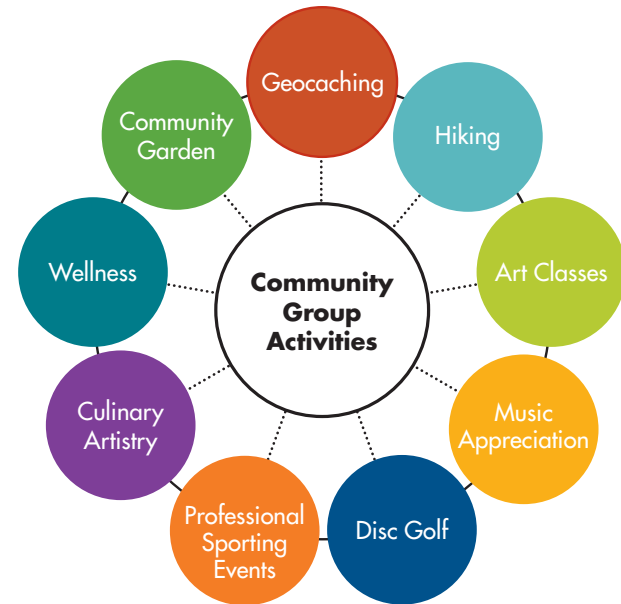 Geocaching
Hiking
Art Classes
Music
Appreciation
Disc Golf
Professional
Sporting
Events
Culinary
Artistry
Wellness
Community
Garden
Community
Group
Activities